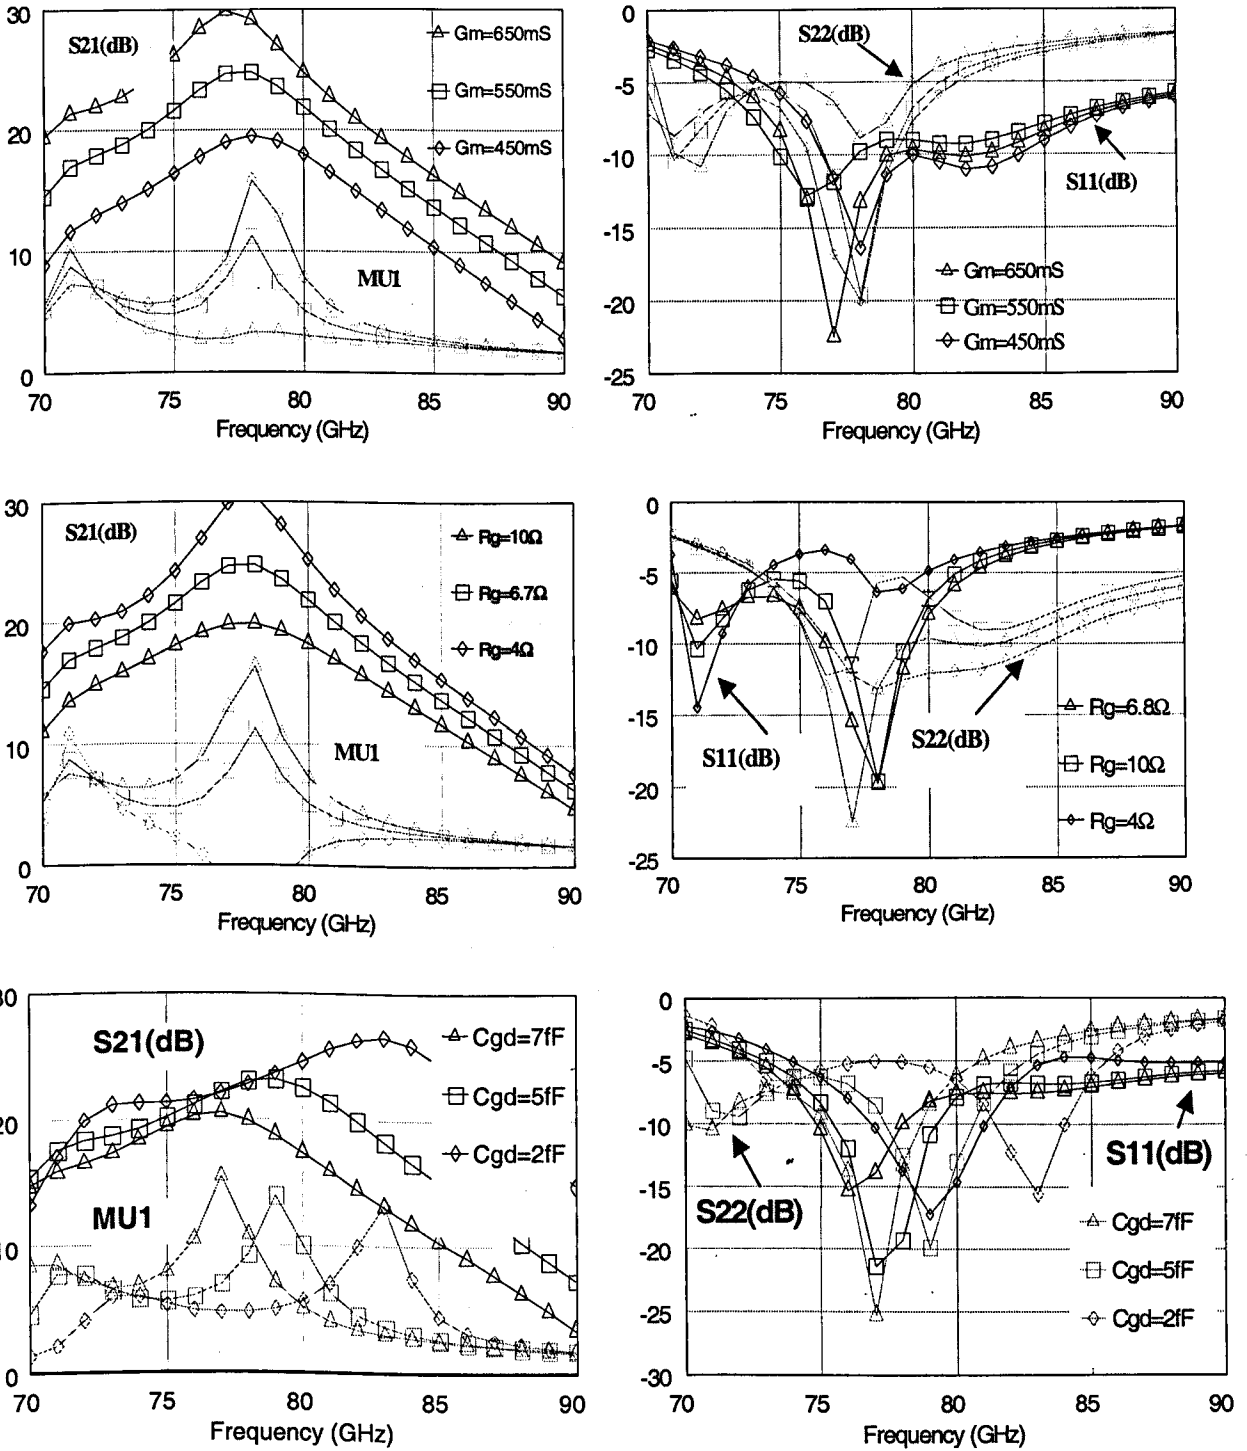 30
20
10
0
S21(dB)
Gm=650mS
Gm=550mS
Gm=450mS
MU1
70 75 80 85 90
Frequency (GHz)
0
-5
-10
-15
-20
-25
S22(dB)
S11(dB)
Gm=650mS
Gm=550mS
Gm=450mS
70 75 80 85 90
Frequency (GHz)
30
20
10
0
S21(dB)
Rg=10Ω
Rg=6.7Ω
Rg=4Ω
MU1
70 75 80 85 90
Frequency (GHz)
0
-5
-10
-15
-20
-25
S11(dB)
S22(dB)
Rg=6.8Ω
Rg=10Ω
Rg=4Ω
70 75 80 85 90
Frequency (GHz)
30
20
10
0
S21(dB)
Cgd=7fF
Cgd=5fF
Cgd=2fF
MU1
70 75 80 85 90
Frequency (GHz)
0
-5
-10
-15
-20
-25
-30
S11(dB)
S22(dB)
Cgd=7fF
Cgd=5fF
Cgd=2fF
70 75 80 85 90
Frequency (GHz)